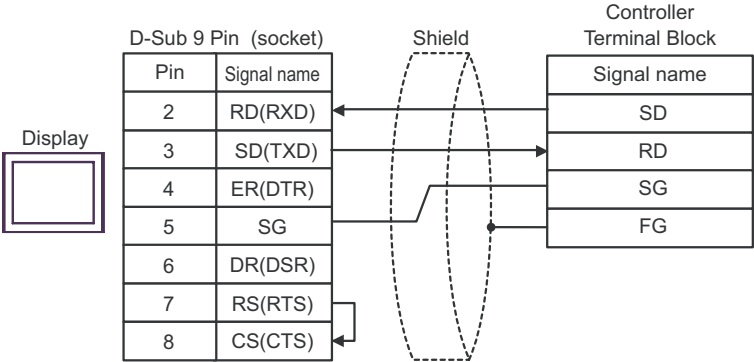 Controller
D-Sub 9 Pin (socket) Shield Terminal Block
Pin Signal name Signal name
2 RD(RXD) SD
Display
3 SD(TXD) RD
4 ER(DTR) SG
5 SG FG
6 DR(DSR)
7 RS(RTS)
8 CS(CTS)